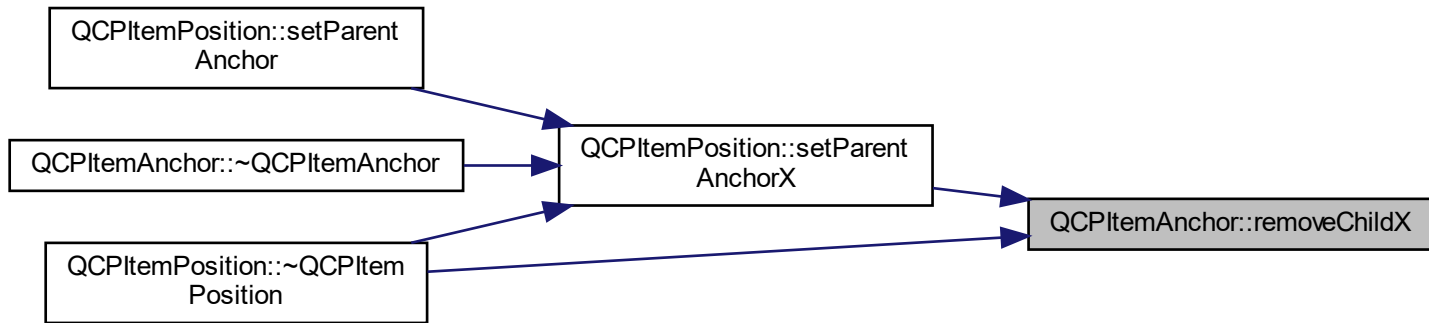 QCPItemPosition::setParent
Anchor
QCPItemAnchor::~QCPItemAnchor
QCPItemPosition::~QCPItem
Position
QCPItemPosition::setParent
AnchorX
QCPItemAnchor::removeChildX